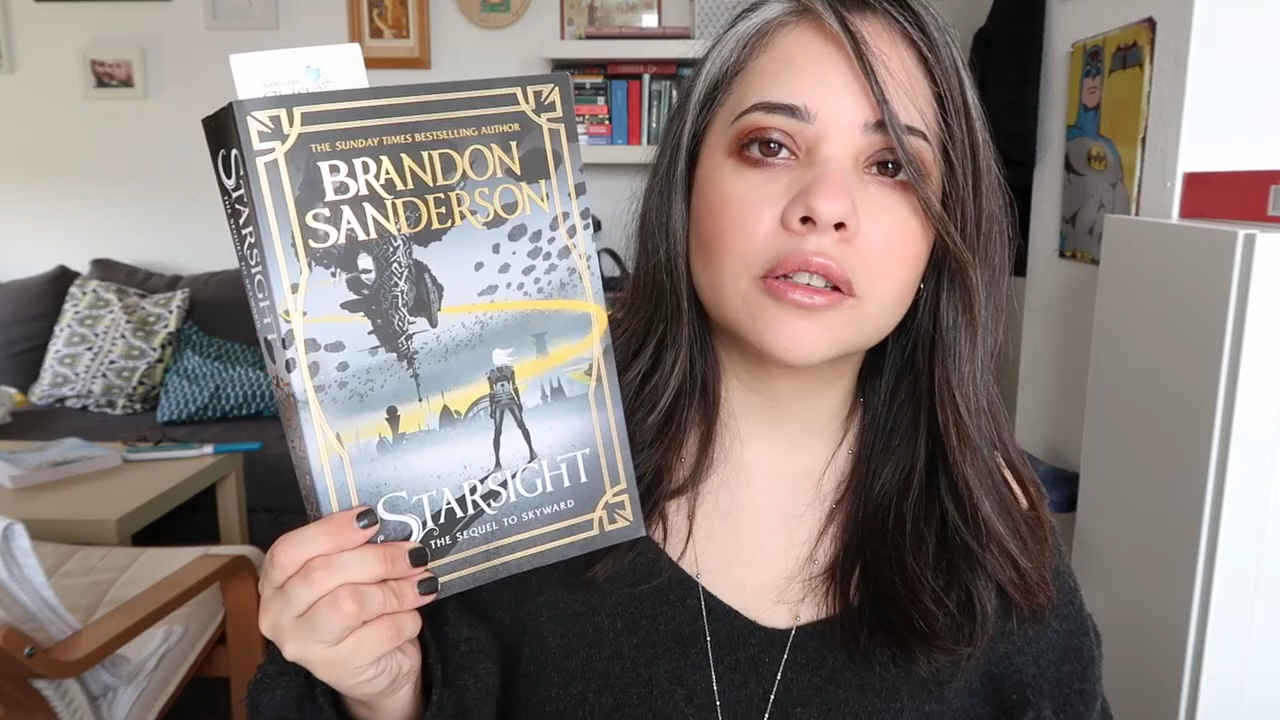 THE SUNDAY TIMES BESTSELLING AUTHOR
BRANDON
SANDERSON
STARSIGHT
THE SEQUEL TO SKYWARD
STARSIGHT